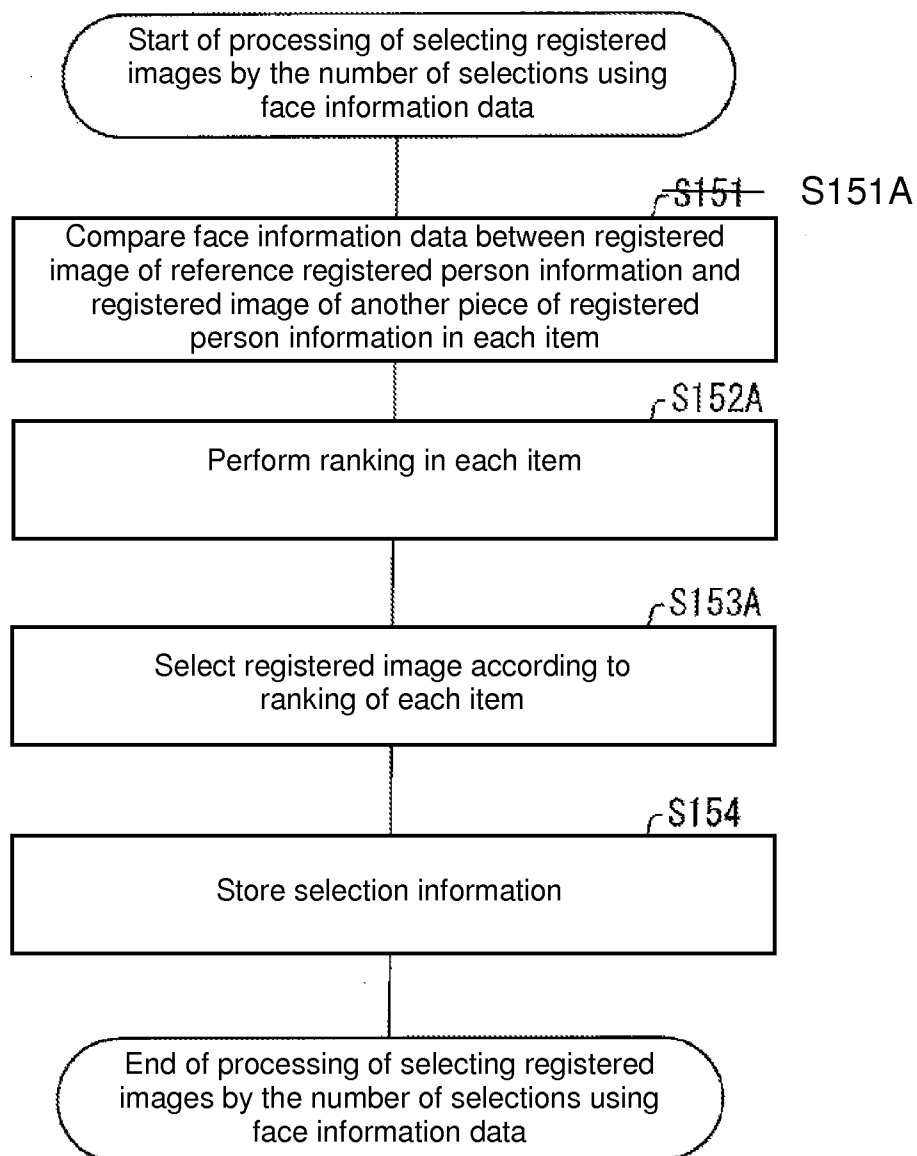 Start of processing of selecting registered
images by the number of selections using
face information data
S151 S151A
Compare face information data between registered
image of reference registered person information and
registered image of another piece of registered
person information in each item
S152A
Perform ranking in each item
S153A
Select registered image according to
ranking of each item
S154
Store selection information
End of processing of selecting registered
images by the number of selections using
face information data